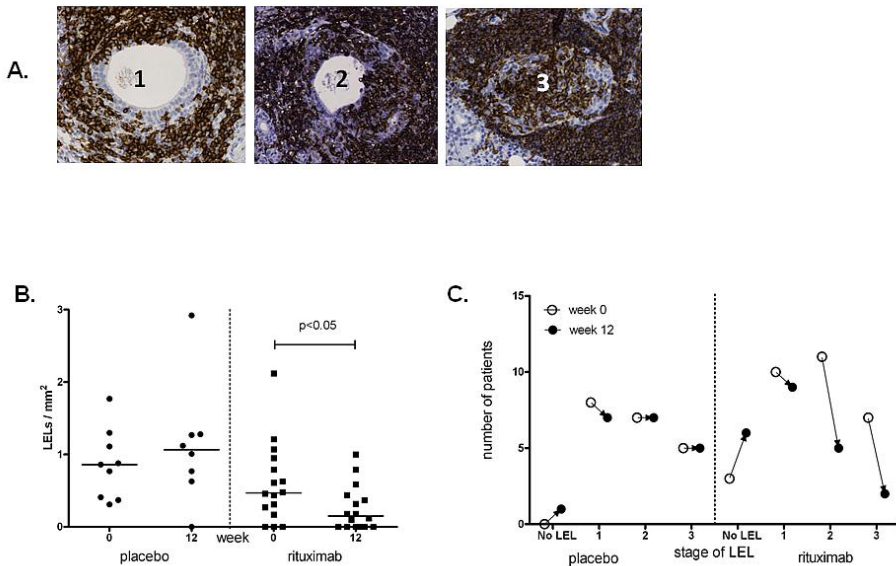 A.
1
2
3
B.
3
2
1
0
LELs / mm²
p<0.05
0
12
week
0
12
placebo
rituximab
C.
15
10
5
0
number of patients
week 0
week 12
No LEL
1
2
3
No LEL
1
2
3
placebo
stage of LEL
rituximab